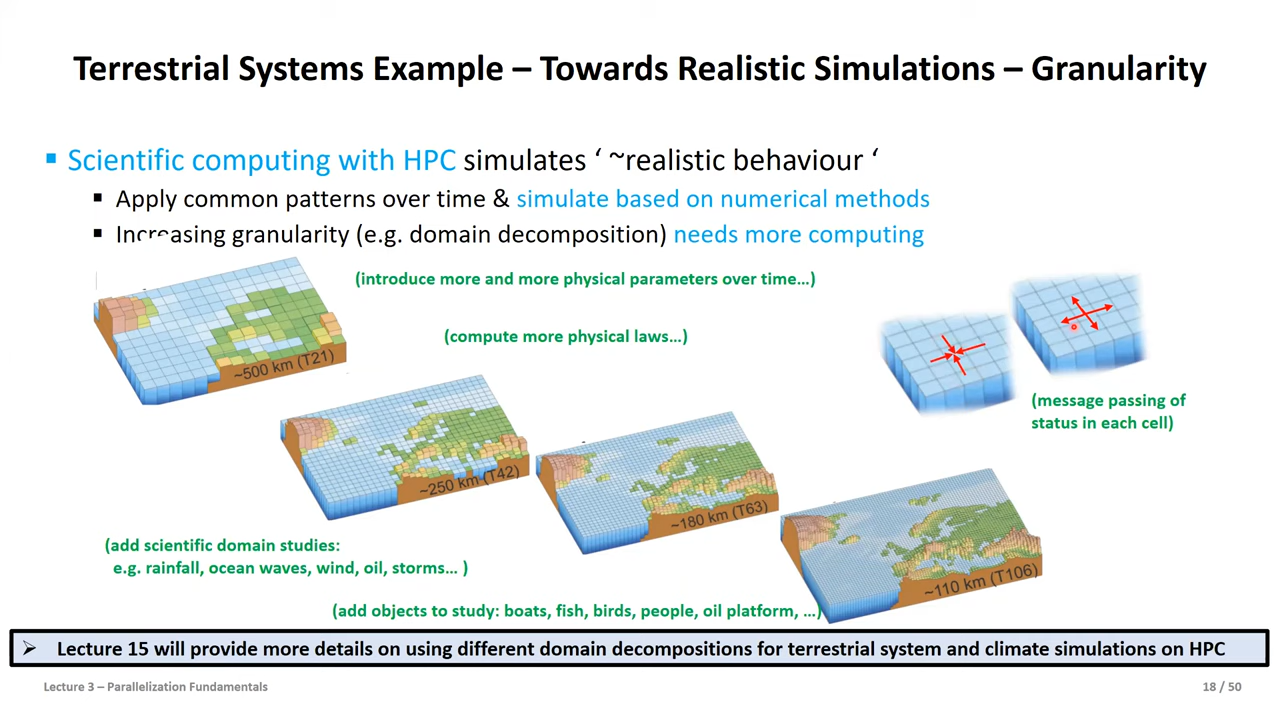 Terrestrial Systems Example – Towards Realistic Simulations – Granularity
Scientific computing with HPC simulates ‘ ~realistic behaviour ‘
Apply common patterns over time & simulate based on numerical methods
Increasing granularity (e.g. domain decomposition) needs more computing
(introduce more and more physical parameters over time…)
(compute more physical laws…)
~500 km (T21)
(message passing of
status in each cell)
~250 km (T42)
~180 km (T63)
~110 km (T106)
(add scientific domain studies:
e.g. rainfall, ocean waves, wind, oil, storms… )
(add objects to study: boats, fish, birds, people, oil platform, …)
Lecture 15 will provide more details on using different domain decompositions for terrestrial system and climate simulations on HPC
Lecture 3 – Parallelization Fundamentals
18 / 50